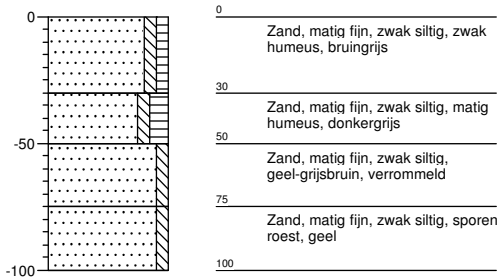 0
-50
-100
0
Zand, matig fijn, zwak siltig, zwak
humeus, bruingrijs
30
Zand, matig fijn, zwak siltig, matig
humeus, donkergrijs
50
Zand, matig fijn, zwak siltig,
geel-grijsbruin, verrommeld
75
Zand, matig fijn, zwak siltig, sporen
roest, geel
100